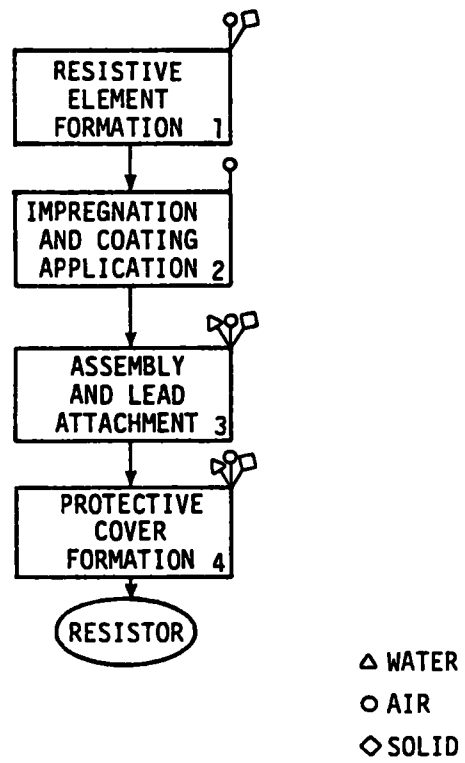 RESISTIVE
ELEMENT
FORMATION 1
IMPREGNATION
AND COATING
APPLICATION 2
ASSEMBLY
AND LEAD
ATTACHMENT 3
PROTECTIVE
COVER
FORMATION 4
RESISTOR
WATER
AIR
SOLID